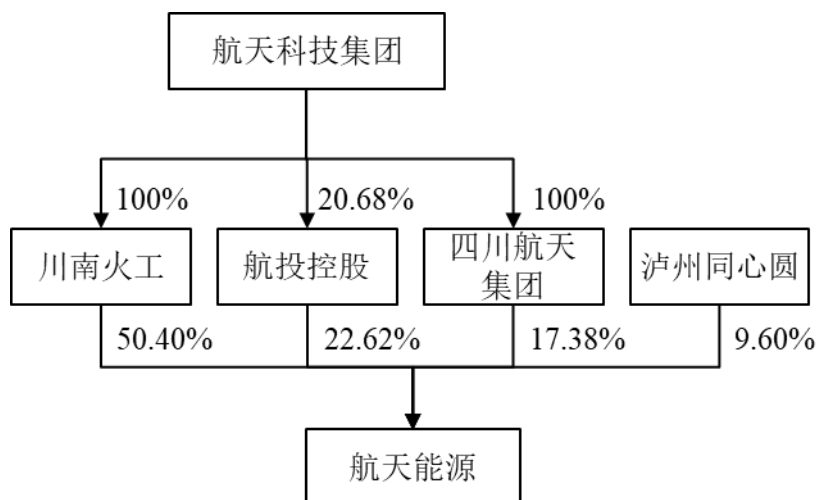 航天科技集团
100%
20.68%
100%
川南火工
航投控股
四川航天
集团
泸州同心圆
50.40%
22.62%
17.38%
9.60%
航天能源